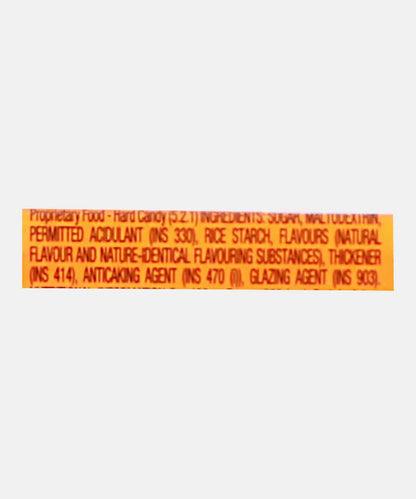 Proprietary Food - Hard Candy (5.2.1) INGREDIENTS: SUGAR, MALTODEXTRIN,
PERMITTED ACIDULANT (INS 330), RICE STARCH, FLAVOURS (NATURAL
FLAVOUR AND NATURE-IDENTICAL FLAVOURING SUBSTANCES), THICKENER
(INS 414), ANTICAKING AGENT (INS 470 (i)), GLAZING AGENT (INS 903).